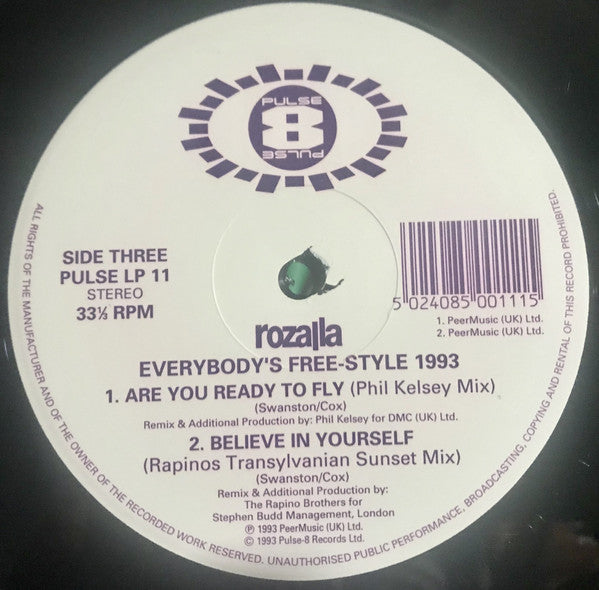 PULSE
8
PULSE
SIDE THREE
PULSE LP 11
STEREO
33⅓ RPM
5 024085 001115
1. PeerMusic (UK) Ltd.
2. PeerMusic (UK) Ltd.
rozalla
EVERYBODY'S FREE-STYLE 1993
1. ARE YOU READY TO FLY (Phil Kelsey Mix)
(Swanston/Cox)
Remix & Additional Production by: Phil Kelsey for DMC (UK) Ltd.
2. BELIEVE IN YOURSELF
(Rapinos Transylvanian Sunset Mix)
(Swanston/Cox)
Remix & Additional Production by:
The Rapino Brothers for
Stephen Budd Management, London
℗ 1993 PeerMusic (UK) Ltd.
© 1993 Pulse-8 Records Ltd.
ALL RIGHTS OF THE MANUFACTURER AND OF THE OWNER OF THE RECORDED WORK RESERVED. UNAUTHORISED PUBLIC PERFORMANCE, BROADCASTING, COPYING AND RENTAL OF THIS RECORD PROHIBITED.